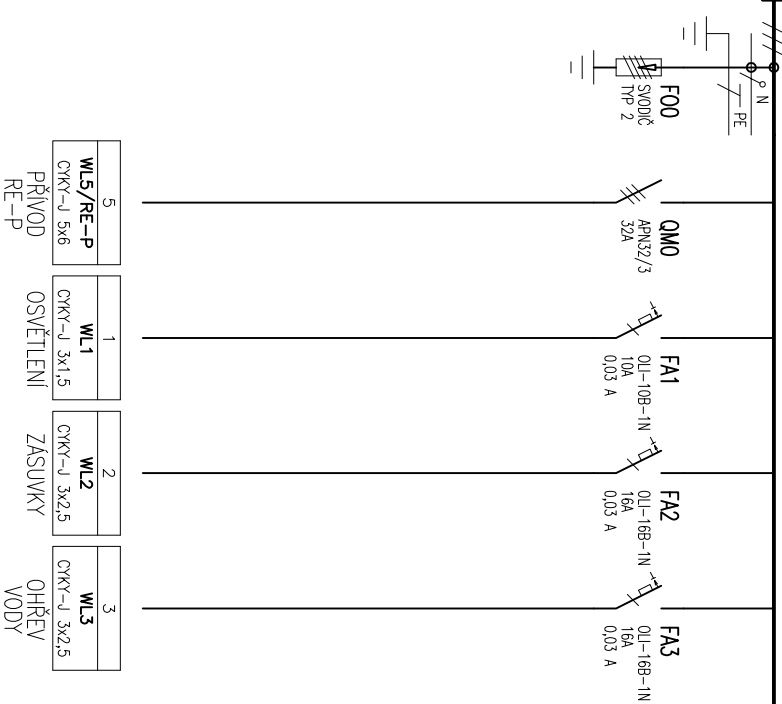 N
PE
F00
SVODIČ
TYP 2
QM0
APN32/3
32A
FA1
OLI-10B-1N
10A
0,03 A
FA2
OLI-16B-1N
16A
0,03 A
FA3
OLI-16B-1N
16A
0,03 A
5
WL5/RE-P
CYKY-J 5x6
PŘÍVOD
RE-P
1
WL1
CYKY-J 3x1,5
OSVĚTLENÍ
2
WL2
CYKY-J 3x2,5
ZÁSUVKY
3
WL3
CYKY-J 3x2,5
OHŘEV
VODY